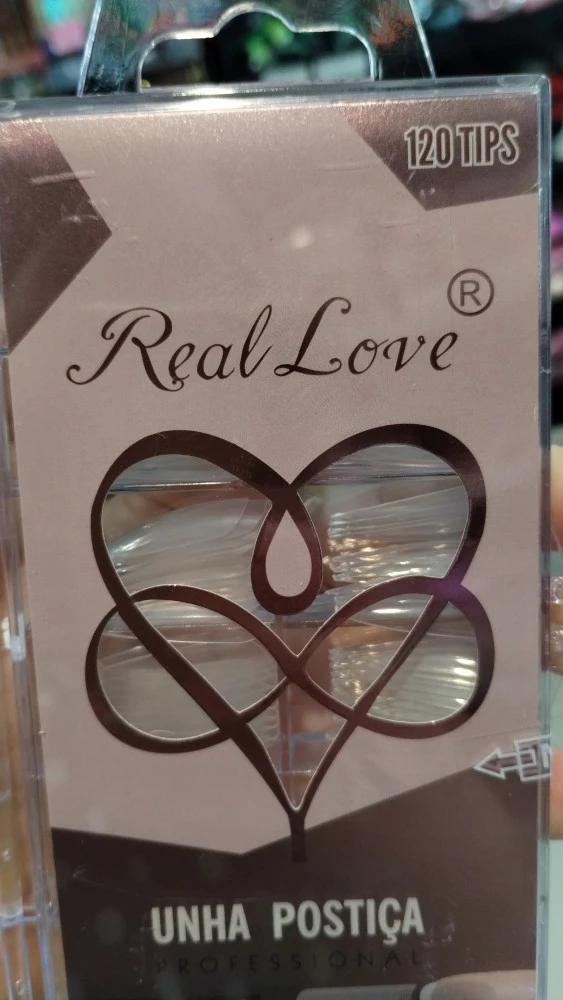 120 TIPS
Real Love ®
UNHA POSTIÇA
PROFESSIONAL